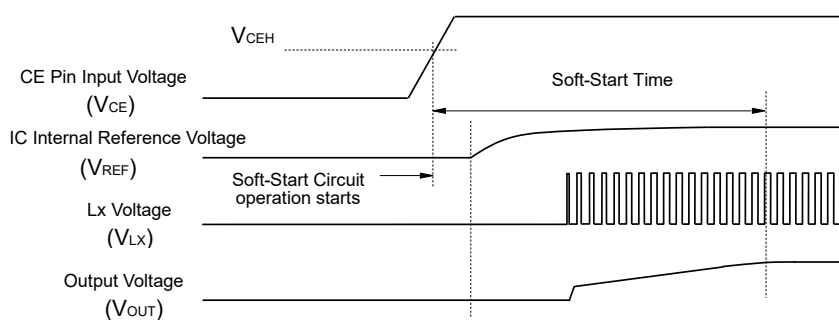 VCEH
CE Pin Input Voltage
(VCE)
Soft-Start Time
IC Internal Reference Voltage
(VREF)
Soft-Start Circuit
operation starts
Lx Voltage
(VLX)
Output Voltage
(VOUT)